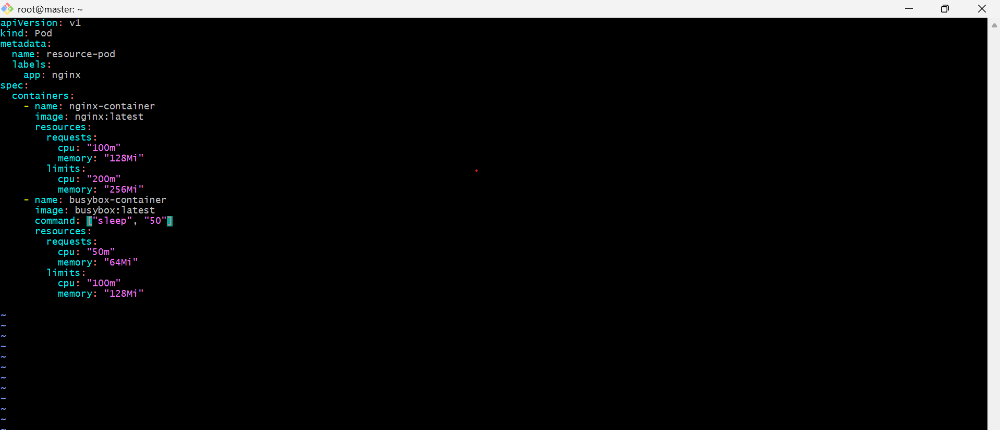 root@master: ~
apiVersion: v1
kind: Pod
metadata:
  name: resource-pod
  labels:
    app: nginx
spec:
  containers:
    - name: nginx-container
      image: nginx:latest
      resources:
        requests:
          cpu: "100m"
          memory: "128Mi"
        limits:
          cpu: "200m"
          memory: "256Mi"
    - name: busybox-container
      image: busybox:latest
      command: ["sleep", "50"]
      resources:
        requests:
          cpu: "50m"
          memory: "64Mi"
        limits:
          cpu: "100m"
          memory: "128Mi"

~
~
~
~
~
~
~
~
~
~
~
~